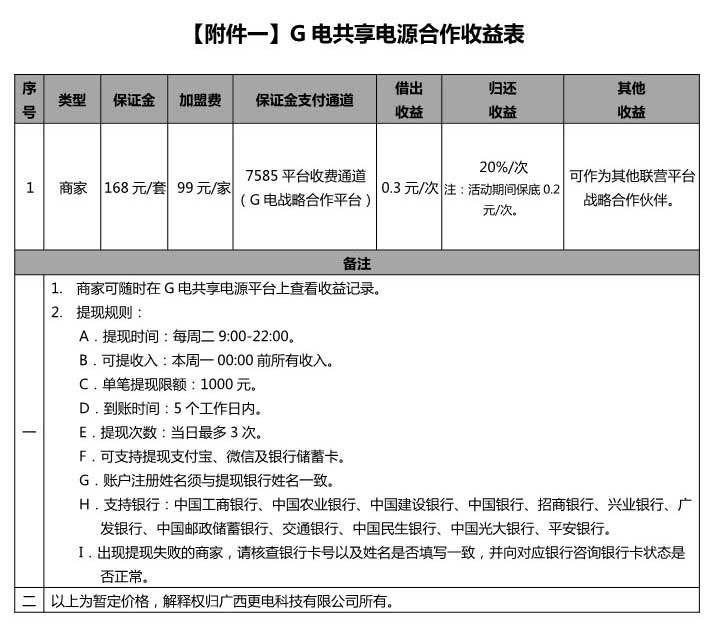 【附件一】G 电共享电源合作收益表
序号 类型 保证金 加盟费 保证金支付通道 借出收益 归还收益 其他收益
1 商家 168 元/套 99 元/家 7585 平台收费通道（G 电战略合作平台） 0.3 元/次 20%/次 注：活动期间保底 0.2 元/次。 可作为其他联营平台战略合作伙伴。
备注
一
1. 商家可随时在 G 电共享电源平台上查看收益记录。
2. 提现规则：
A．提现时间：每周二 9:00-22:00。
B．可提收入：本周一 00:00 前所有收入。
C．单笔提现限额：1000 元。
D．到账时间：5 个工作日内。
E．提现次数：当日最多 3 次。
F．可支持提现支付宝、微信及银行储蓄卡。
G．账户注册姓名须与提现银行姓名一致。
H．支持银行：中国工商银行、中国农业银行、中国建设银行、中国银行、招商银行、兴业银行、广
发银行、中国邮政储蓄银行、交通银行、中国民生银行、中国光大银行、平安银行。
I．出现提现失败的商家，请核查银行卡号以及姓名是否填写一致，并向对应银行咨询银行卡状态是
否正常。
二 以上为暂定价格，解释权归广西更电科技有限公司所有。